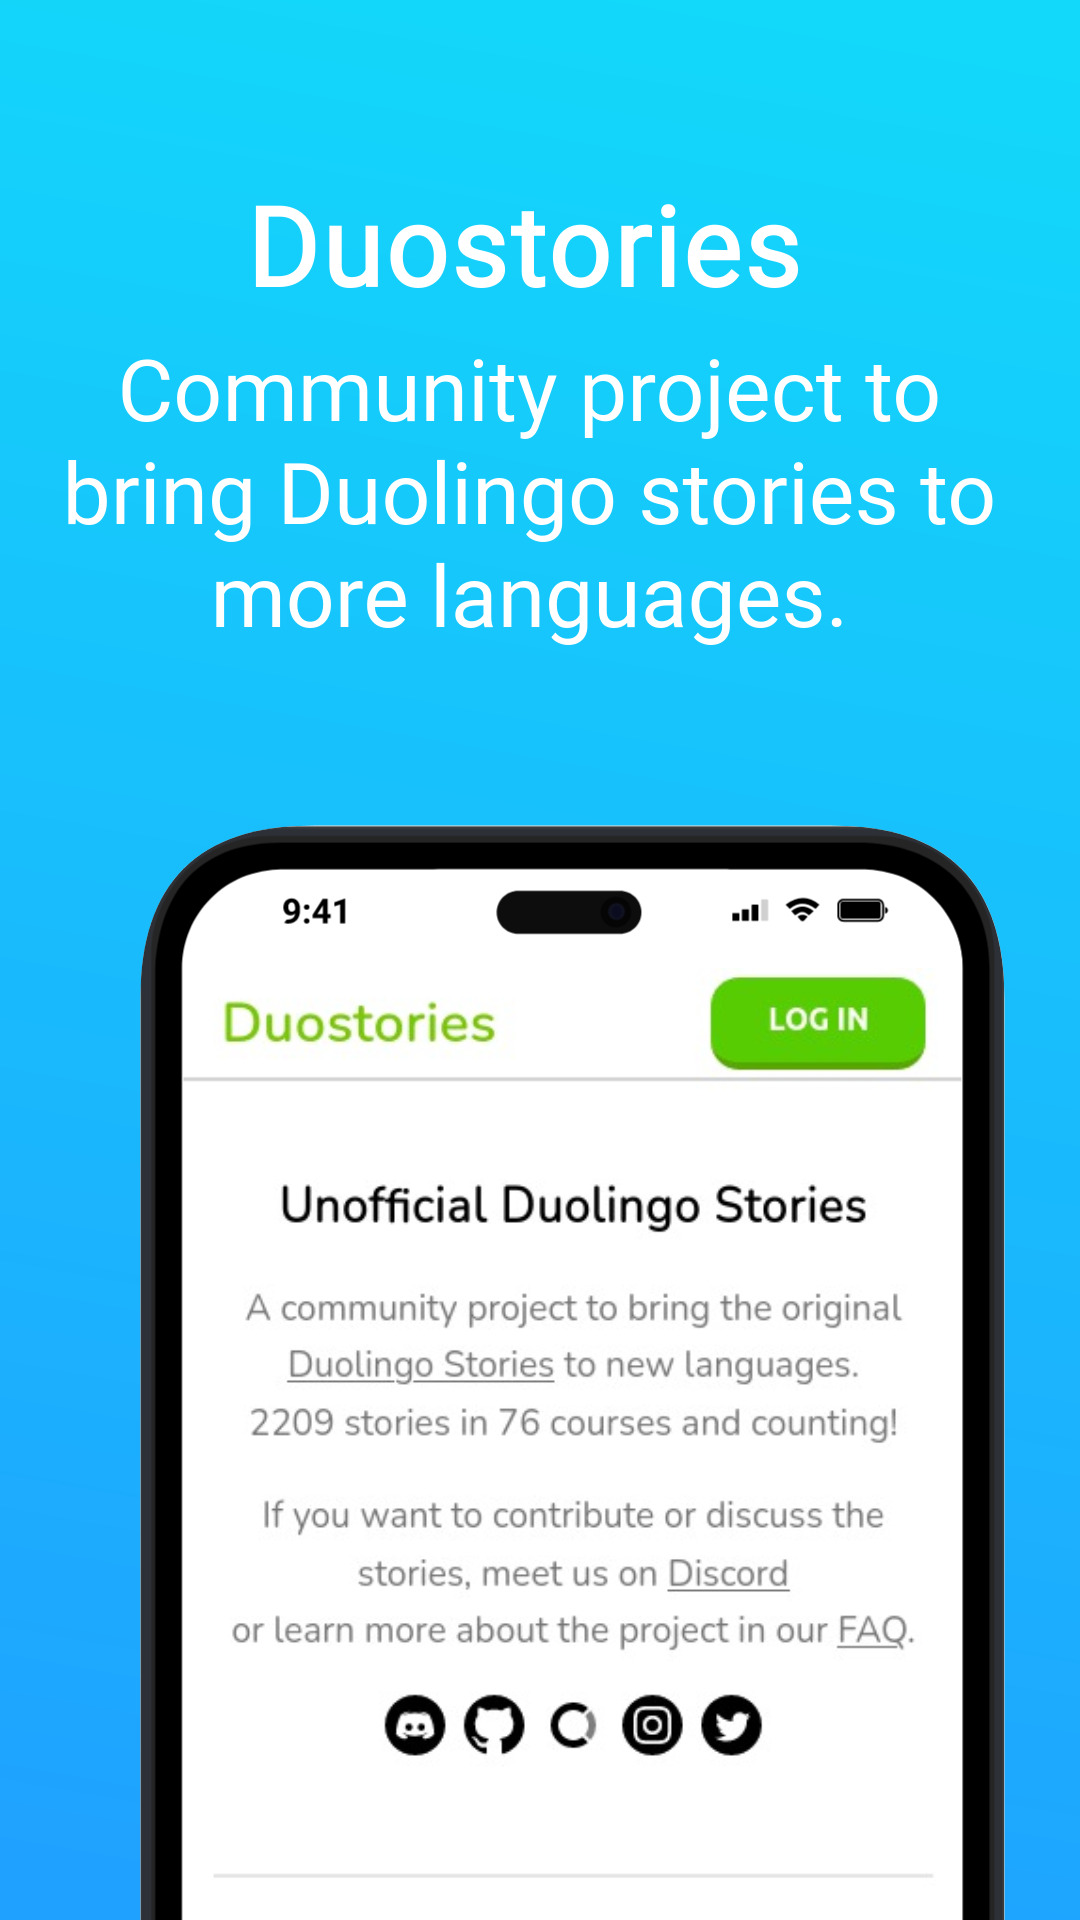 Duostories
Community project to
bring Duolingo stories to
more languages.
9:41
Duostories
LOG IN
Unofficial Duolingo Stories
A community project to bring the original
Duolingo Stories to new languages.
2209 stories in 76 courses and counting!
If you want to contribute or discuss the
stories, meet us on Discord
or learn more about the project in our FAQ.